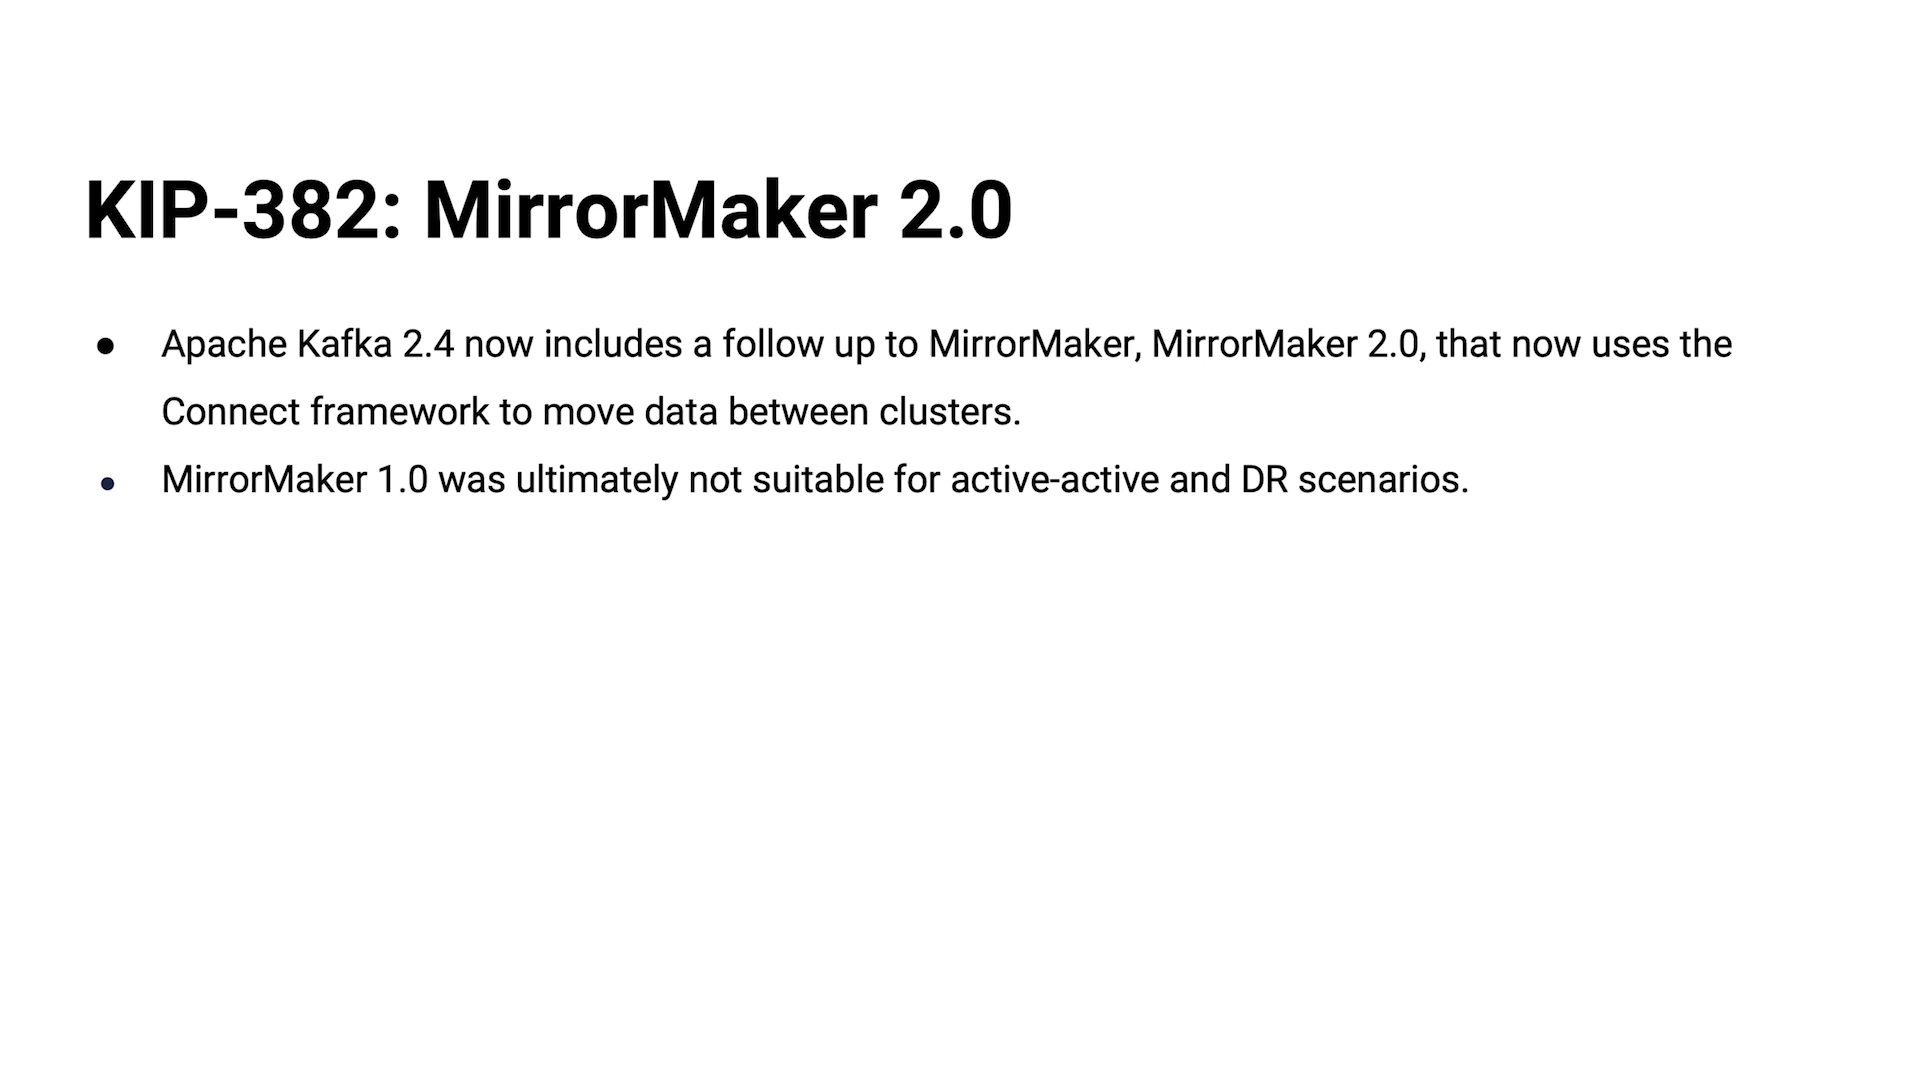 KIP-382: MirrorMaker 2.0
● Apache Kafka 2.4 now includes a follow up to MirrorMaker, MirrorMaker 2.0, that now uses the
Connect framework to move data between clusters.
● MirrorMaker 1.0 was ultimately not suitable for active-active and DR scenarios.